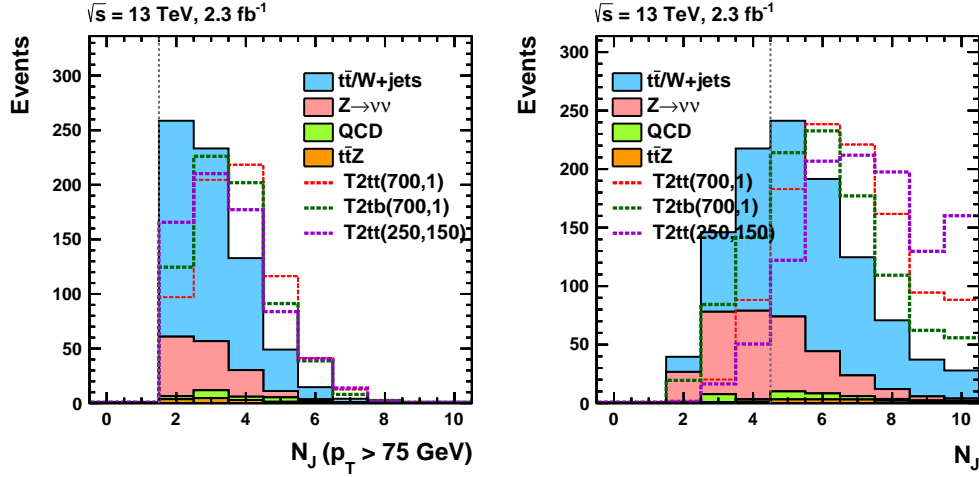 √s = 13 TeV, 2.3 fb⁻¹
Events
300
250
200
150
100
50
0
tt̄/W+jets
Z→νν
QCD
tt̄Z
T2tt(700,1)
T2tb(700,1)
T2tt(250,150)
0 2 4 6 8 10
N_J (p_T > 75 GeV)
√s = 13 TeV, 2.3 fb⁻¹
Events
300
250
200
150
100
50
0
tt̄/W+jets
Z→νν
QCD
tt̄Z
T2tt(700,1)
T2tb(700,1)
T2tt(250,150)
0 2 4 6 8 10
N_J